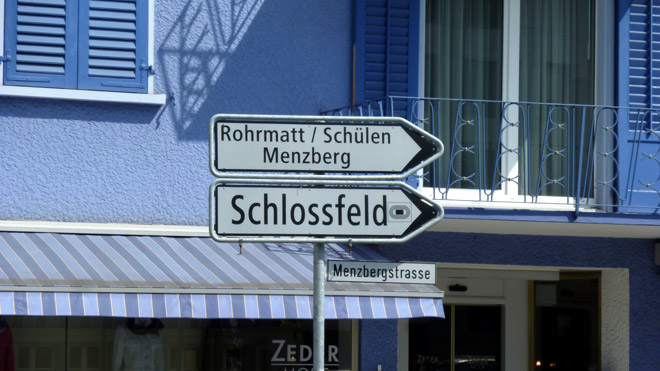 Rohrmatt / Schülen
Menzberg
Schlossfeld
Menzbergstrasse
ZEDER